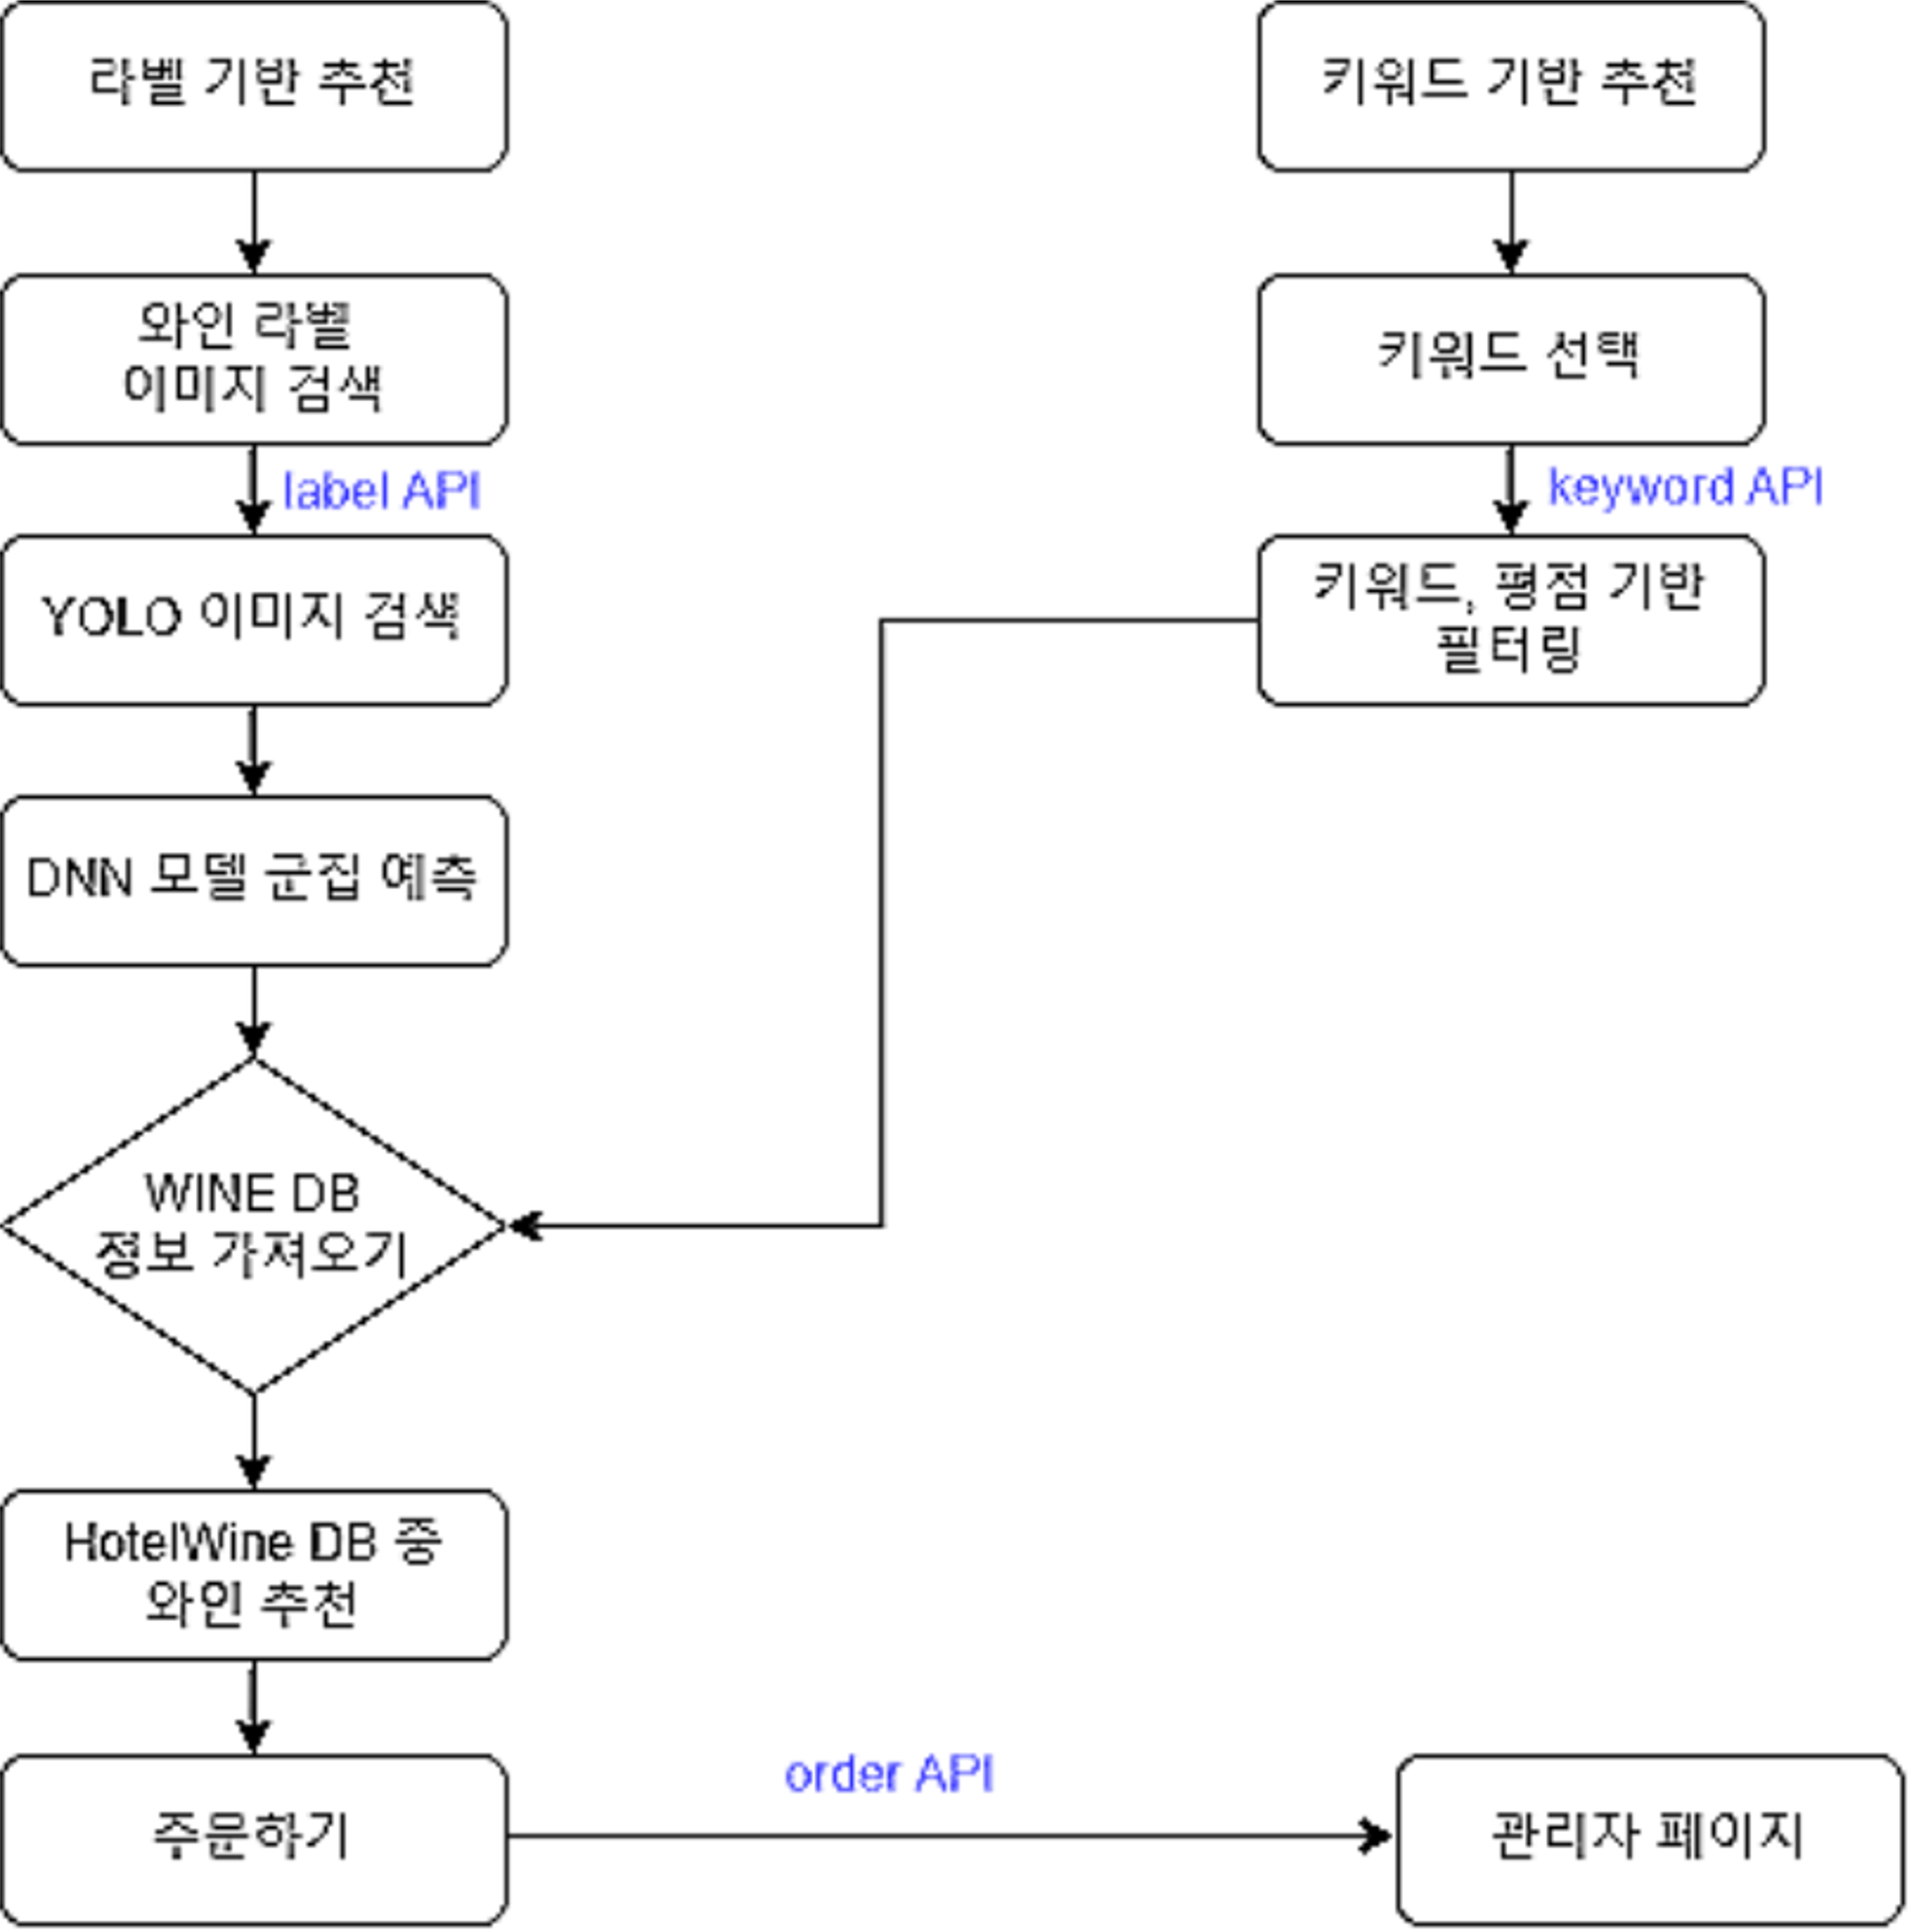 라벨 기반 추천
키워드 기반 추천
와인 라벨
이미지 검색
키워드 선택
label API
keyword API
YOLO 이미지 검색
키워드, 평점 기반
필터링
DNN 모델 군집 예측
WINE DB
정보 가져오기
HotelWine DB 중
와인 추천
order API
주문하기
관리자 페이지